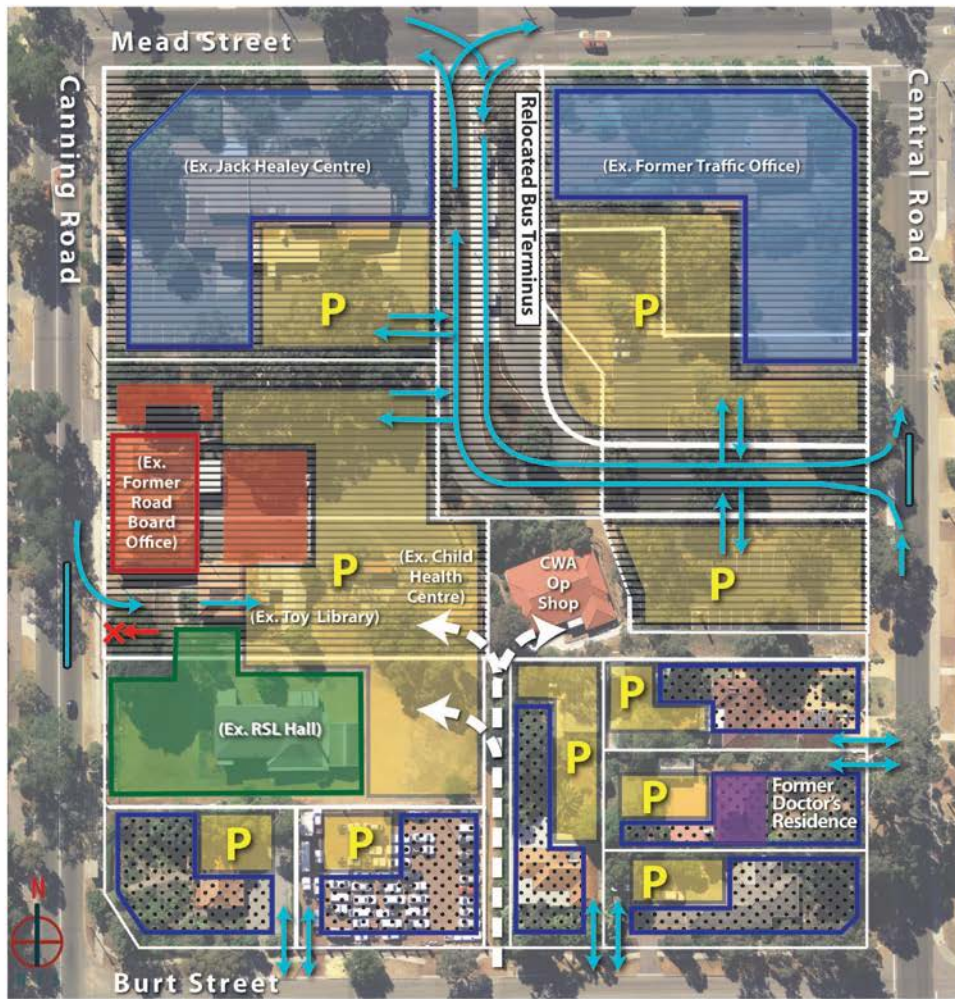 Mead Street
Canning Road
Central Road
Relocated Bus Terminus
(Ex. Jack Healey Centre)
(Ex. Former Traffic Office)
P
P
(Ex.
Former
Road
Board
Office)
P
(Ex. Child
Health
Centre)
(Ex. Toy Library)
CWA
Op
Shop
P
(Ex. RSL Hall)
P
P
P
Former
Doctor's
Residence
P
P
P
P
N
Burt Street